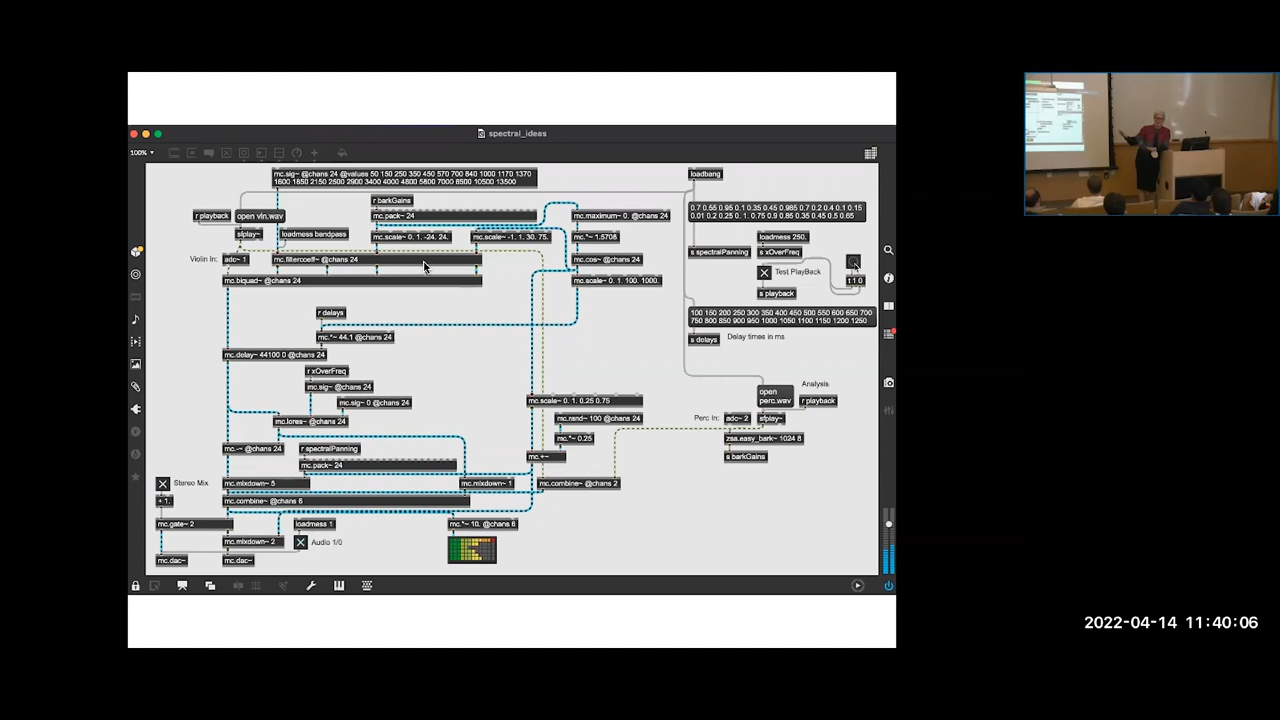 spectral_ideas
100%
mc.sig~ @chans 24 @values 50 150 250 350 450 570 700 840 1000 1170 1370
1600 1850 2150 2500 2900 3400 4000 4800 5800 7000 8500 10500 13500
loadbang
r barkGains
r playback
open vln.wav
mc.pack~ 24
mc.maximum~ 0. @chans 24
0.7 0.55 0.95 0.1 0.35 0.45 0.985 0.7 0.2 0.4 0.1 0.15
0.01 0.2 0.25 0.1 0.75 0.9 0.85 0.35 0.45 0.5 0.65
sfplay~
loadmess bandpass
mc.scale~ 0. 1. -24. 24.
mc.scale~ -1. 1. 30. 75.
mc.*~ 1.5708
loadmess 250.
s spectralPanning
s xOverFreq
Violin In:
adc~ 1
mc.filtercoeff~ @chans 24
mc.cos~ @chans 24
Test PlayBack
t 1 0
mc.biquad~ @chans 24
mc.scale~ 0. 1. 100. 1000.
s playback
r delays
100 150 200 250 300 350 400 450 500 600 650 700
750 800 850 900 950 1000 1050 1100 1150 1200 1250
mc.*~ 44.1 @chans 24
s delays
Delay times in ms
mc.delay~ 44100 0 @chans 24
r xOverFreq
mc.sig~ @chans 24
Analysis
open
perc.wav
r playback
mc.sig~ 0 @chans 24
mc.scale~ 0. 1. 0.25 0.75
mc.lores~ @chans 24
mc.rand~ 100 @chans 24
Perc In:
adc~ 2
sfplay~
mc.*~ 0.25
zsa.easy_bark~ 1024 8
mc.-~ @chans 24
r spectralPanning
mc.+~
s barkGains
mc.pack~ 24
Stereo Mix
mc.mixdown~ 5
mc.mixdown~ 1
mc.combine~ @chans 2
+ 1.
mc.combine~ @chans 6
mc.gate~ 2
loadmess 1
mc.*~ 10. @chans 6
mc.mixdown~ 2
Audio 1/0
mc.dac~
mc.dac~
2022-04-14 11:40:06